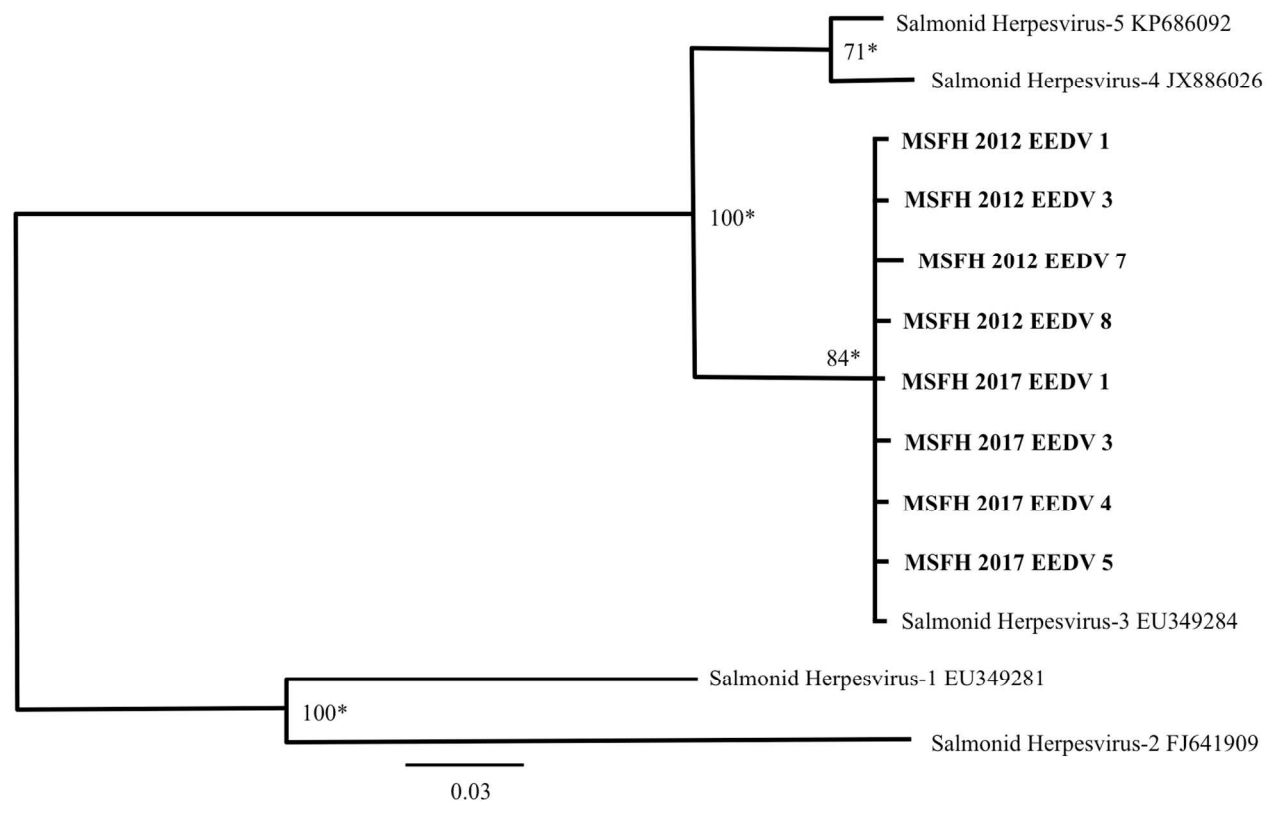 Salmonid Herpesvirus-5 KP686092
71*
Salmonid Herpesvirus-4 JX886026
MSFH 2012 EEDV 1
MSFH 2012 EEDV 3
100*
MSFH 2012 EEDV 7
MSFH 2012 EEDV 8
84*
MSFH 2017 EEDV 1
MSFH 2017 EEDV 3
MSFH 2017 EEDV 4
MSFH 2017 EEDV 5
Salmonid Herpesvirus-3 EU349284
Salmonid Herpesvirus-1 EU349281
100*
Salmonid Herpesvirus-2 FJ641909
0.03